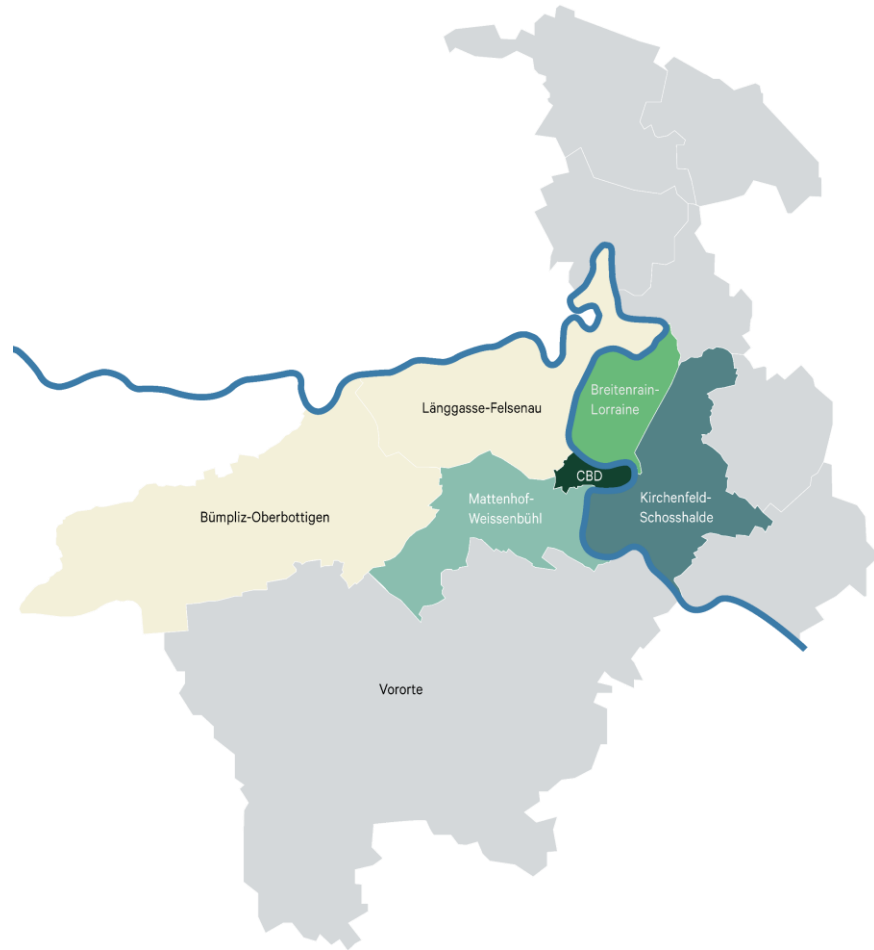 Breitenrain-
Lorraine
Länggasse-Felsenau
CBD
Mattenhof-
Weissenbühl
Kirchenfeld-
Schosshalde
Bümpliz-Oberbottigen
Vororte